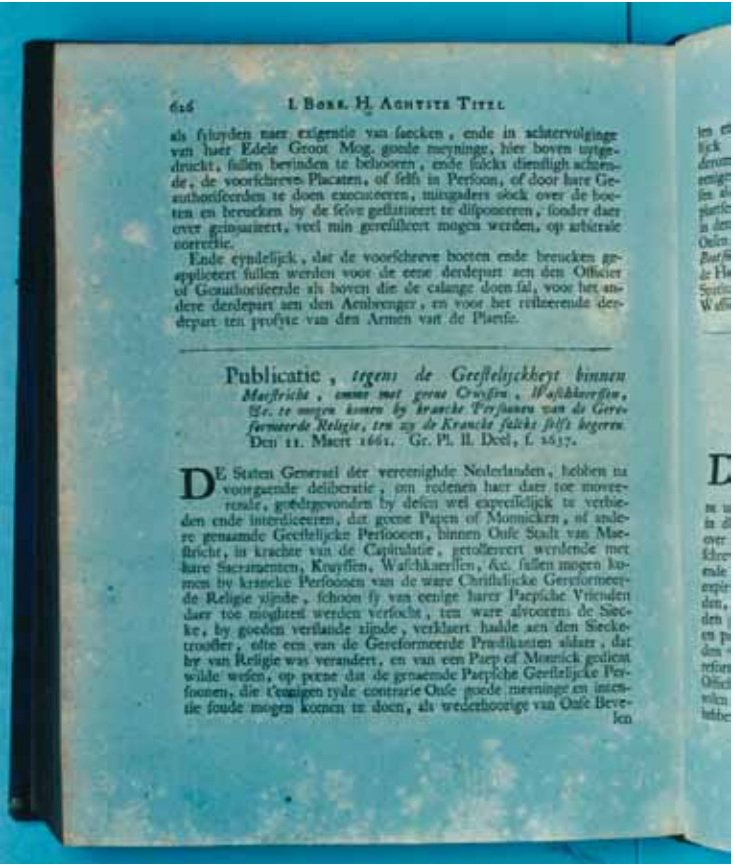 626 I. BOEK. II. ACHTSTE TITEL
als syluyden naer exigentie van saecken, ende in achtervolginge
van haer Edele Groot Mog. goede meyninge, hier boven uytge-
druckt, sullen bevinden te behooren, ende sulcks dienstigh achten-
de, de voorschreve Placaten, of selfs in Persoon, of door hare Ge-
authoriseerden te doen executeeren, mitsgaders oock over de boe-
ten en breucken by de selve gestatueert te disponeeren, sonder daer
over gesyndiceert, veel min geresisteert mogen werden, op arbitrale
correctie.
Ende eyndelijck, dat de voorschreve boeten ende breucken ge-
appliceert sullen werden voor de eene derdepart aen den Officier
of Geauthoriseerde als boven die de calange doen sal, voor het an-
dere derdepart aen den Aenbrenger, en voor het resteerende der-
depart ten profyte van den Armen van de Plaetse.
Publicatie, tegens de Geestelijckheyt binnen
Maestricht, omme met geene Cruyssen, Waschkaerssen,
&c. te mogen komen by krancke Persoonen van de Gere-
formeerde Religie, ten zy de Krancke sulcks selfs begeren.
Den 11. Maert 1661. Gr. Pl. II. Deel, f. 2637.
DE Staten Generael der vereenighde Nederlanden, hebben na
voorgaende deliberatie, om redenen haer daer toe movee-
rende, goedtgevonden by desen wel expresselijck te verbie-
den ende interdiceeren, dat geene Papen of Monnicken, of ande-
re genaamde Geestelijcke Persoonen, binnen Onse Stadt van Mae-
stricht, in krachte van de Capitulatie, getollereert werdende met
hare Sacramenten, Kruyssen, Waschkaerssen, &c. sullen mogen ko-
men by krancke Persoonen van de ware Christelijcke Gereformeer-
de Religie zijnde, schoon sy van eenige harer Paepsche Vrienden
daer toe moghten werden versocht, ten ware alvoorens de Siec-
ke, by goeden verstande zijnde, verklaert hadde aen den Siecke-
trooster, ofte een van de Gereformeerde Predikanten aldaer, dat
hy van Religie was verandert, en van een Paep of Monnick gedient
wilde wesen, op poene dat de genaemde Paepsche Geestelijcke Per-
soonen, die t'eenigen tyde contrarie Onse goede meeninge en inten-
tie soude mogen komen te doen, als wederhoorige van Onse Beve-
len